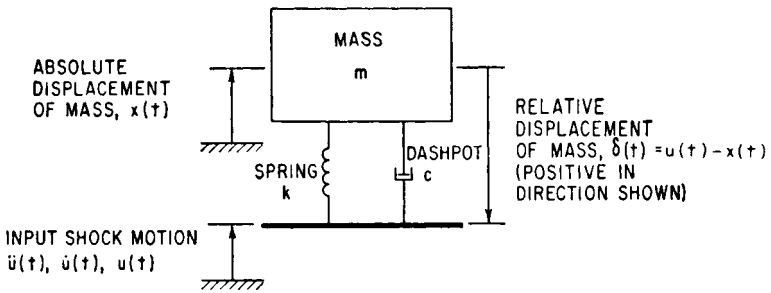 MASS
m
ABSOLUTE
DISPLACEMENT
OF MASS, x(t)
RELATIVE
DISPLACEMENT
OF MASS, δ(t) = u(t) – x(t)
(POSITIVE IN
DIRECTION SHOWN)
SPRING
k
DASHPOT
c
INPUT SHOCK MOTION
ü(t), u̇(t), u(t)